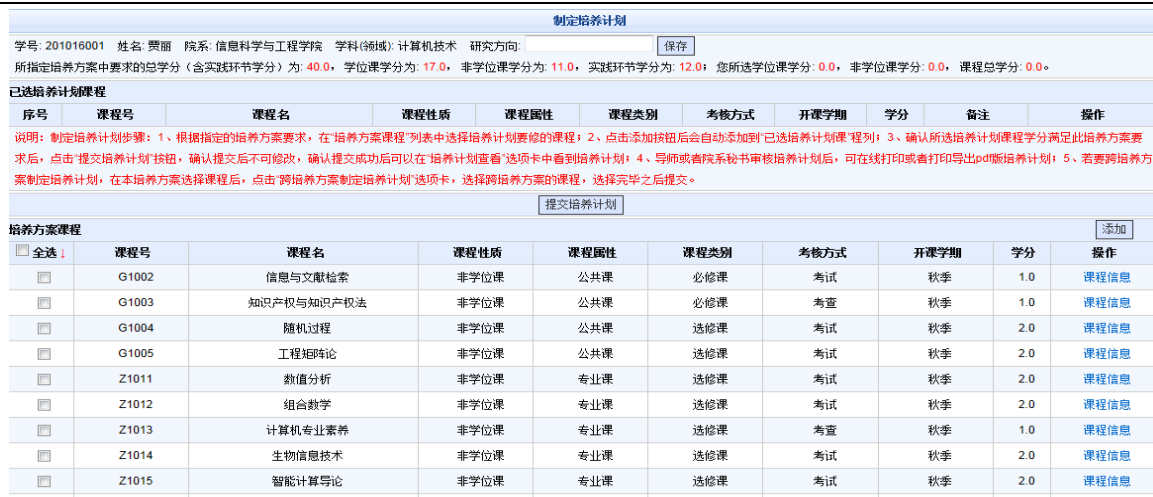 制定培养计划
学号: 201016001 姓名: 贾丽 院系: 信息科学与工程学院 学科(领域): 计算机技术 研究方向: 保存
所指定培养方案中要求的总学分（含实践环节学分）为: 40.0，学位课学分为: 17.0，非学位课学分为: 11.0，实践环节学分为: 12.0；您所选学位课学分: 0.0，非学位课学分: 0.0，课程总学分: 0.0。
已选培养计划课程
序号 课程号 课程名 课程性质 课程属性 课程类别 考核方式 开课学期 学分 备注 操作
说明：制定培养计划步骤：1、根据指定的培养方案要求，在“培养方案课程”列表中选择培养计划要修的课程；2、点击添加按钮后会自动添加到“已选培养计划课”程列；3、确认所选培养计划课程学分满足此培养方案要
求后，点击“提交培养计划”按钮，确认提交后不可修改，确认提交成功后可以在“培养计划查看”选项卡中看到培养计划；4、导师或者院系秘书审核培养计划后，可在线打印或者打印导出pdf版培养计划；5、若要跨培养方
案制定培养计划，在本培养方案选择课程后，点击“跨培养方案制定培养计划”选项卡，选择跨培养方案的课程，选择完毕之后提交。
提交培养计划
培养方案课程 添加
全选↓ 课程号 课程名 课程性质 课程属性 课程类别 考核方式 开课学期 学分 操作
G1002 信息与文献检索 非学位课 公共课 必修课 考试 秋季 1.0 课程信息
G1003 知识产权与知识产权法 非学位课 公共课 必修课 考查 秋季 1.0 课程信息
G1004 随机过程 非学位课 公共课 选修课 考试 秋季 2.0 课程信息
G1005 工程矩阵论 非学位课 公共课 选修课 考试 秋季 2.0 课程信息
Z1011 数值分析 非学位课 专业课 选修课 考试 秋季 2.0 课程信息
Z1012 组合数学 非学位课 专业课 选修课 考试 秋季 2.0 课程信息
Z1013 计算机专业素养 非学位课 专业课 选修课 考查 秋季 1.0 课程信息
Z1014 生物信息技术 非学位课 专业课 选修课 考试 秋季 2.0 课程信息
Z1015 智能计算导论 非学位课 专业课 选修课 考试 秋季 2.0 课程信息